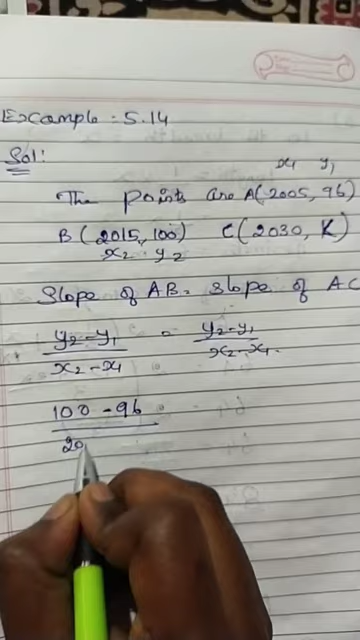 Example : 5.14
Sol:
x1 y1
The points are A(2005, 96)
B(2015, 100) C(2030, K)
x2 y2
Slope of AB = Slope of AC
y2-y1 / x2-x1 = y2-y1 / x2-x1.
100-96
20